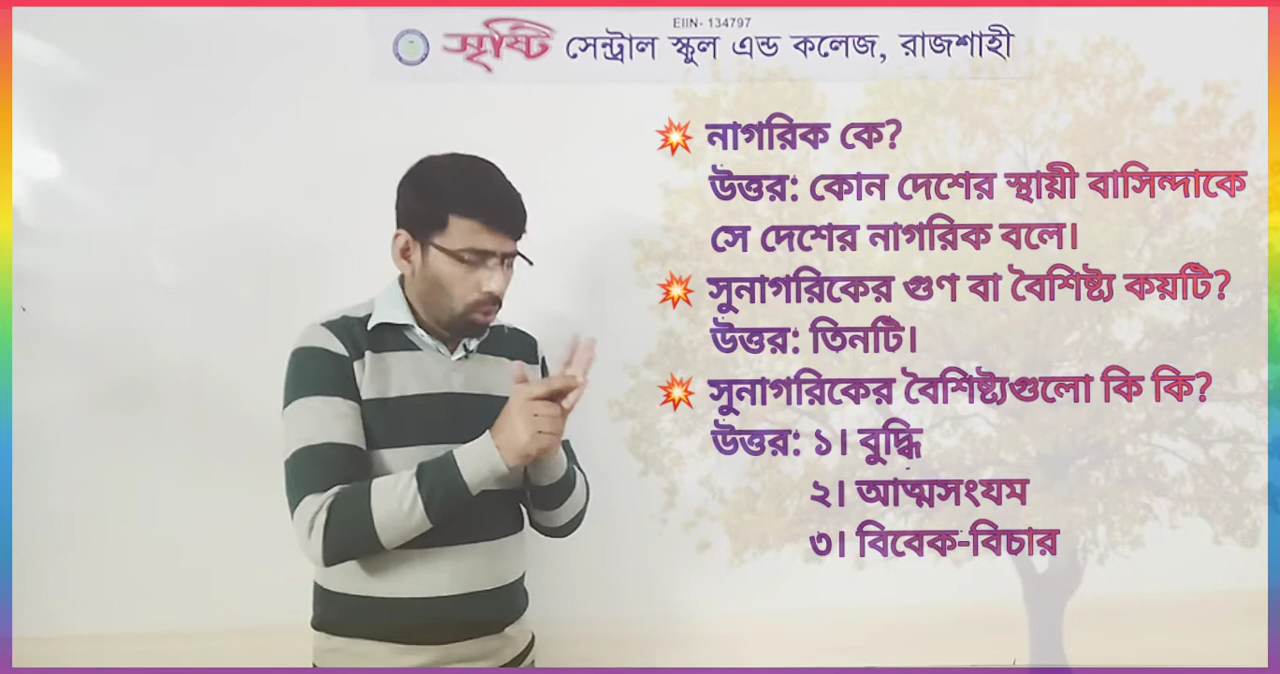 EIIN- 134797
সৃষ্টি সেন্ট্রাল স্কুল এন্ড কলেজ, রাজশাহী
নাগরিক কে?
উত্তর: কোন দেশের স্থায়ী বাসিন্দাকে
সে দেশের নাগরিক বলে।
সুনাগরিকের গুণ বা বৈশিষ্ট্য কয়টি?
উত্তর: তিনটি।
সুনাগরিকের বৈশিষ্ট্যগুলো কি কি?
উত্তর: ১। বুদ্ধি
২। আত্মসংযম
৩। বিবেক-বিচার